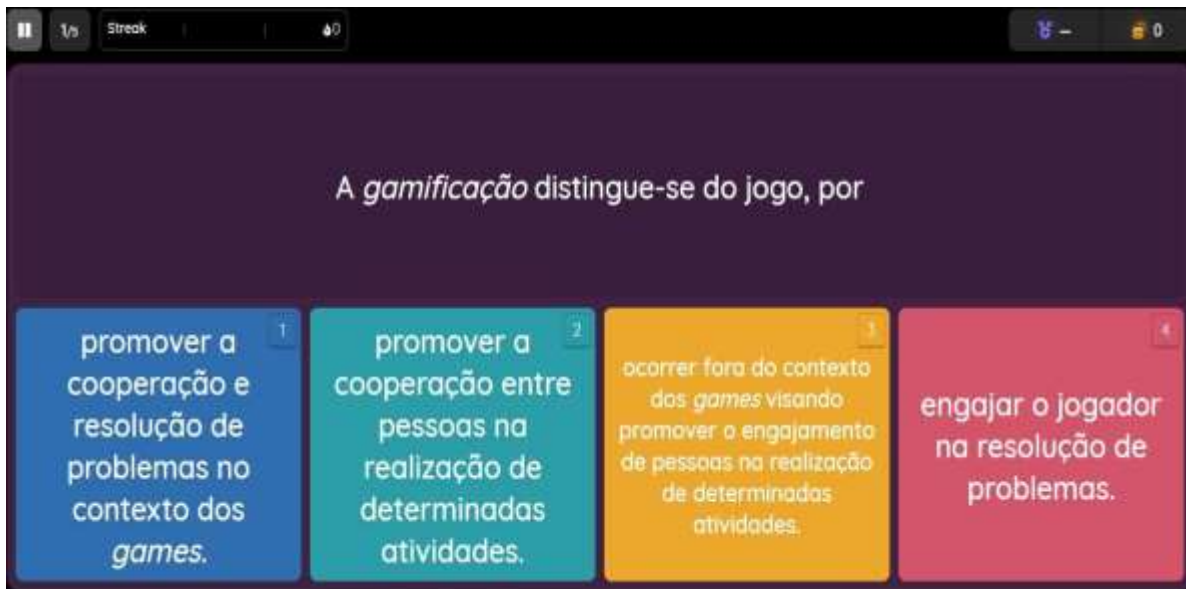 1/5 Streak 0 – 0
A gamificação distingue-se do jogo, por
1
promover a
cooperação e
resolução de
problemas no
contexto dos
games.
2
promover a
cooperação entre
pessoas na
realização de
determinadas
atividades.
3
ocorrer fora do contexto
dos games visando
promover o engajamento
de pessoas na realização
de determinadas
atividades.
4
engajar o jogador
na resolução de
problemas.